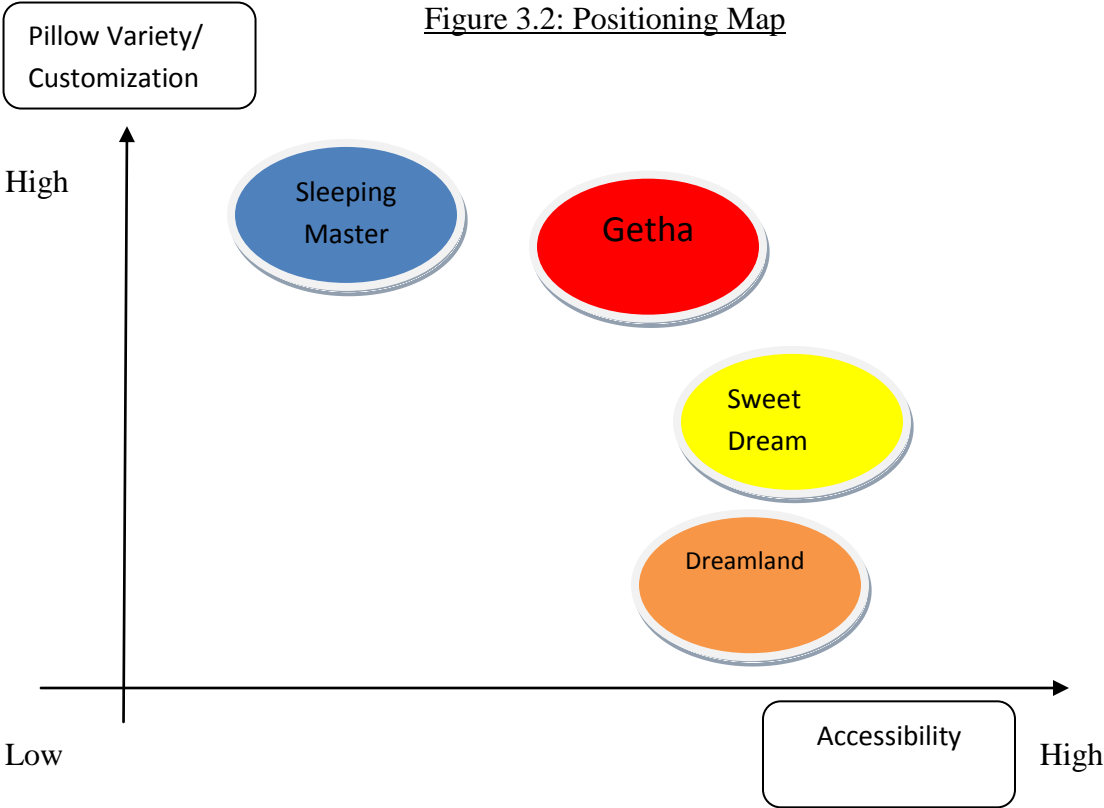 Figure 3.2: Positioning Map
Pillow Variety/
Customization
High
Sleeping
Master
Getha
Sweet
Dream
Dreamland
Low
Accessibility
High